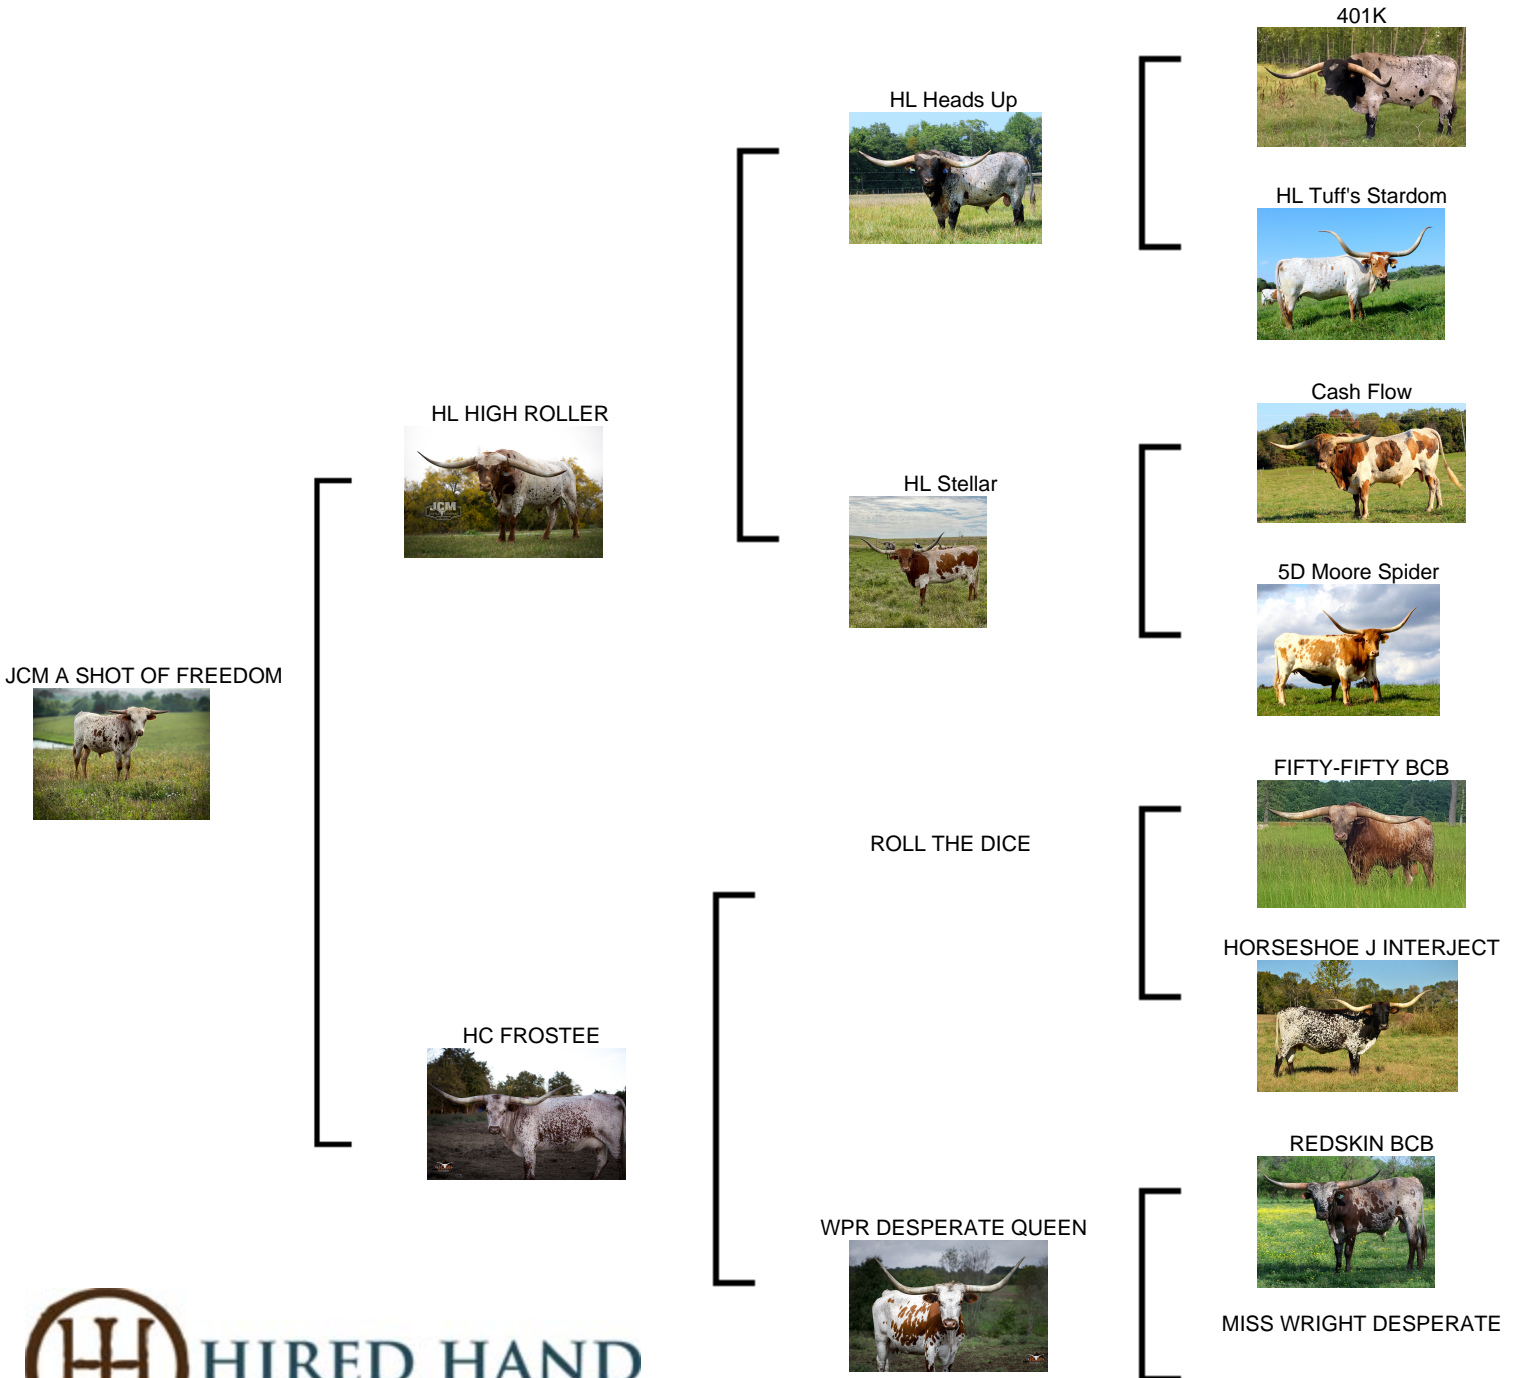 401K
HL Heads Up
HL Tuff's Stardom
Cash Flow
HL HIGH ROLLER
JCM
HL Stellar
5D Moore Spider
JCM A SHOT OF FREEDOM
FIFTY-FIFTY BCB
ROLL THE DICE
HORSESHOE J INTERJECT
HC FROSTEE
REDSKIN BCB
WPR DESPERATE QUEEN
MISS WRIGHT DESPERATE
HIRED HAND